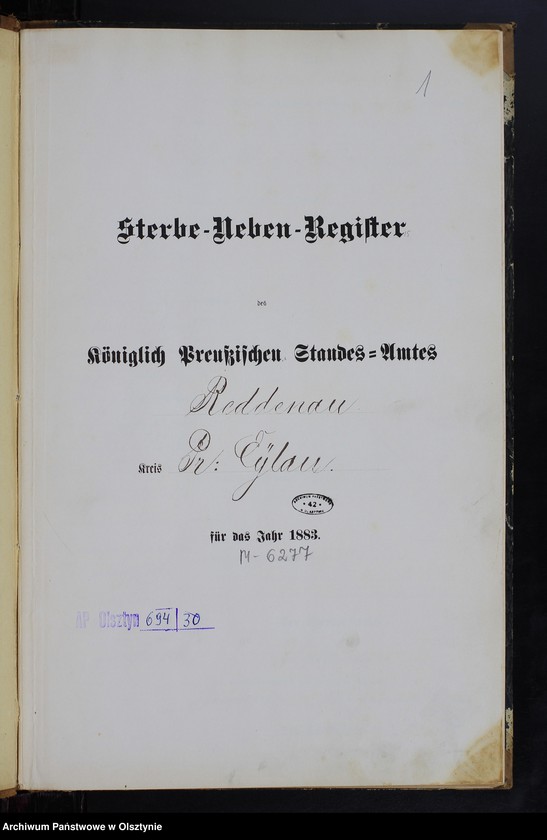 1
Sterbe-Neben-Register
des
Königlich Preußischen Standes-Amtes
Reddenau
Kreis Pr: Eÿlau.
42
für das Jahr 1883.
M-6277
AP Olsztyn 694/30
Archiwum Państwowe w Olsztynie